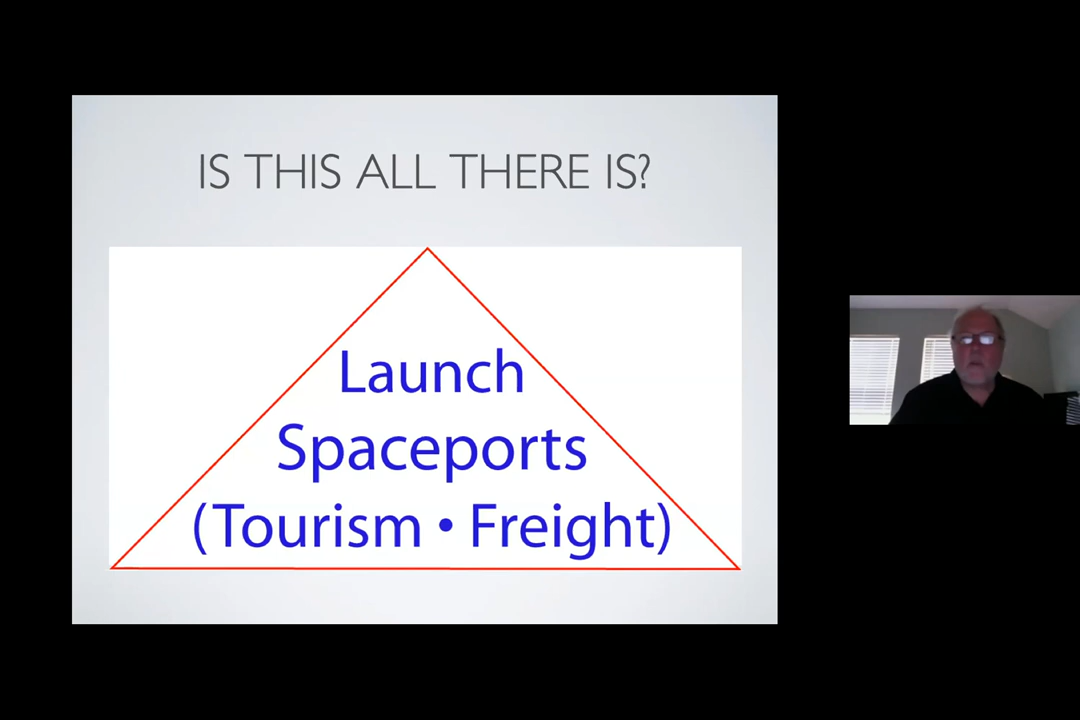 IS THIS ALL THERE IS?
Launch
Spaceports
(Tourism • Freight)